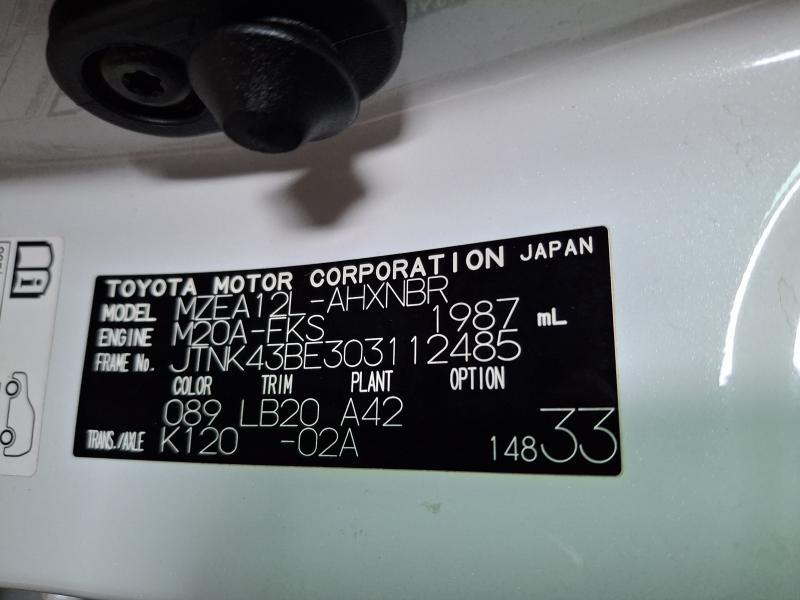 TOYOTA MOTOR CORPORATION JAPAN
MODEL MZEA12L-AHXNBR
ENGINE M20A-FKS 1987 mL
FRAME No. JTNK43BE303112485
COLOR TRIM PLANT OPTION
089 LB20 A42
TRANS./AXLE K120 -02A
14833